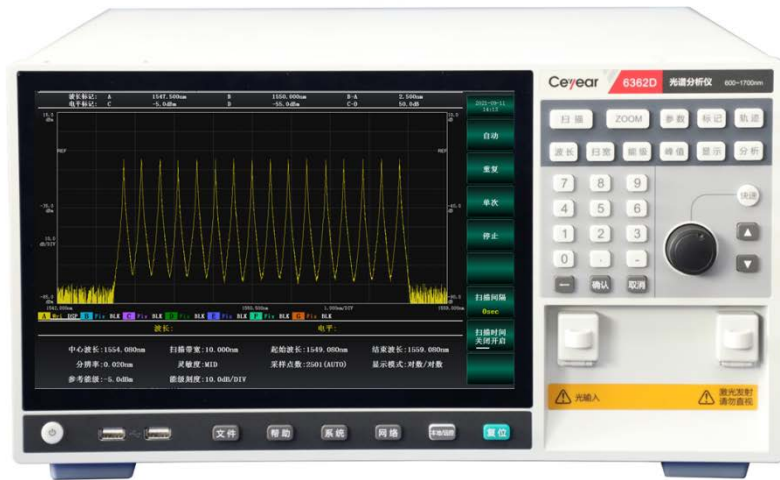 Ceyear 6362D 光谱分析仪 600~1700nm
波长标记: A 1547.500nm B 1550.000nm B-A 2.500nm
电平标记: C -5.0dBm D -55.0dBm C-D 50.0dB
2022-09-11
14:13
自动
重复
单次
停止
扫描间隔
0sec
扫描时间
关闭开启
REF
REF
10.0
dB/DIV
波长: 电平:
中心波长:1554.080nm 扫描带宽:10.000nm 起始波长:1549.080nm 结束波长:1559.080nm
分辨率:0.020nm 灵敏度:MID 采样点数:2501(AUTO) 显示模式:对数/对数
参考能级:-5.0dBm 能级刻度:10.0dB/DIV
扫描 ZOOM 参数 标记 轨迹
波长 扫宽 能级 峰值 显示 分析
7 8 9
快速
4 5 6
1 2 3
0 . -
← 确认 取消
光输入
激光发射
请勿直视
文件 帮助 系统 网络 复位